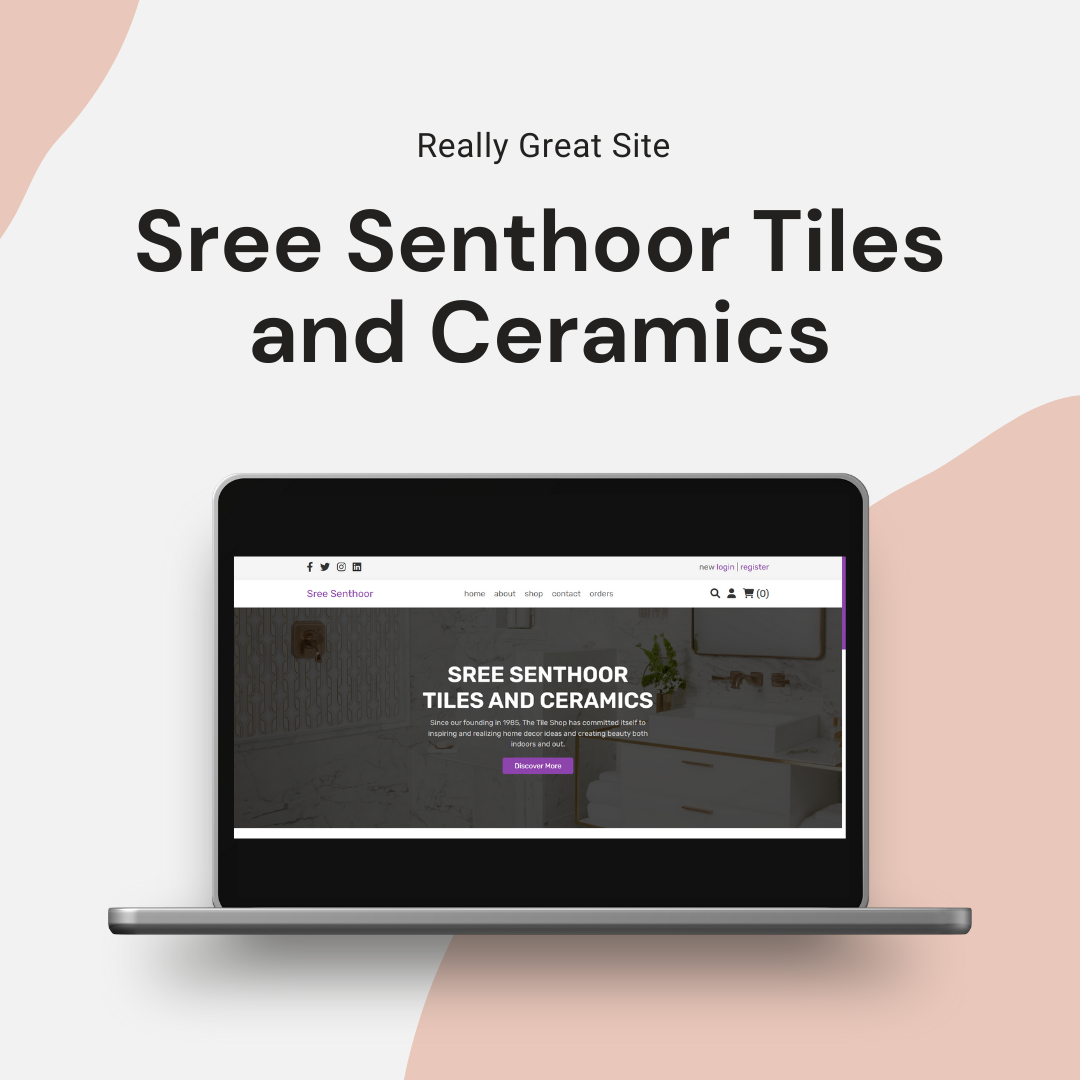 Really Great Site
Sree Senthoor Tiles
and Ceramics
new login | register
Sree Senthoor
home about shop contact orders
(0)
SREE SENTHOOR
TILES AND CERAMICS
Since our founding in 1985, The Tile Shop has committed itself to
inspiring and realizing home decor ideas and creating beauty both
indoors and out.
Discover More